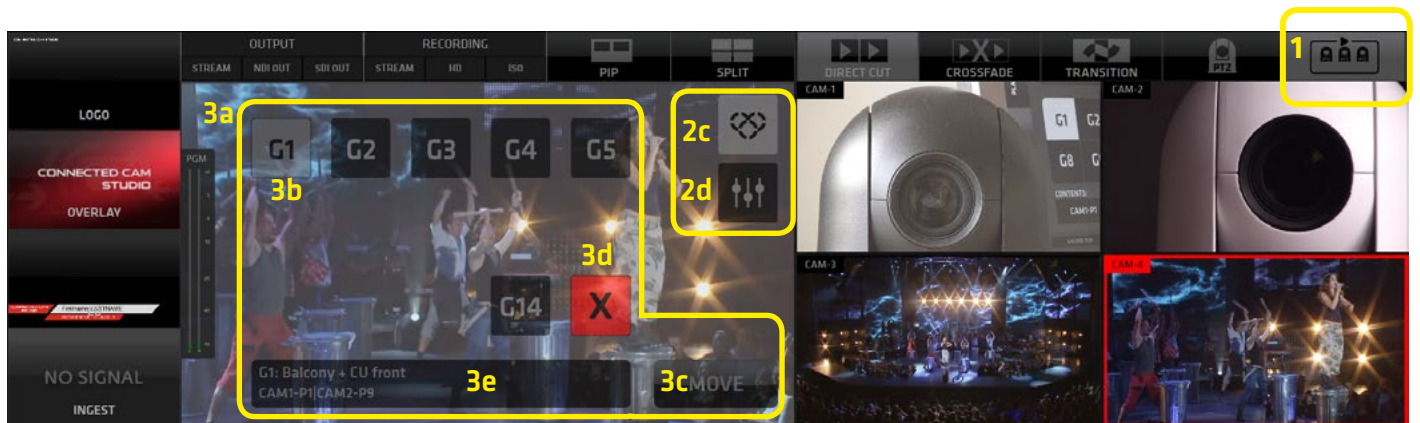 1
OUTPUT
RECORDING
STREAM
NDI OUT
SDI OUT
STREAM
HD
ISO
PIP
SPLIT
DIRECT CUT
CROSSFADE
TRANSITION
PTZ
LOGO
CONNECTED CAM
STUDIO
OVERLAY
NO SIGNAL
INGEST
PGM
3a
G1
G2
G3
G4
G5
3b
3d
G14
X
G1: Balcony + CU front
CAM1-P1|CAM2-P9
3e
3c
MOVE
2c
2d
CAM-1
G1
G2
G8
CONTENTS:
CAM1-P1
CAM-2
CAM-3
CAM-4